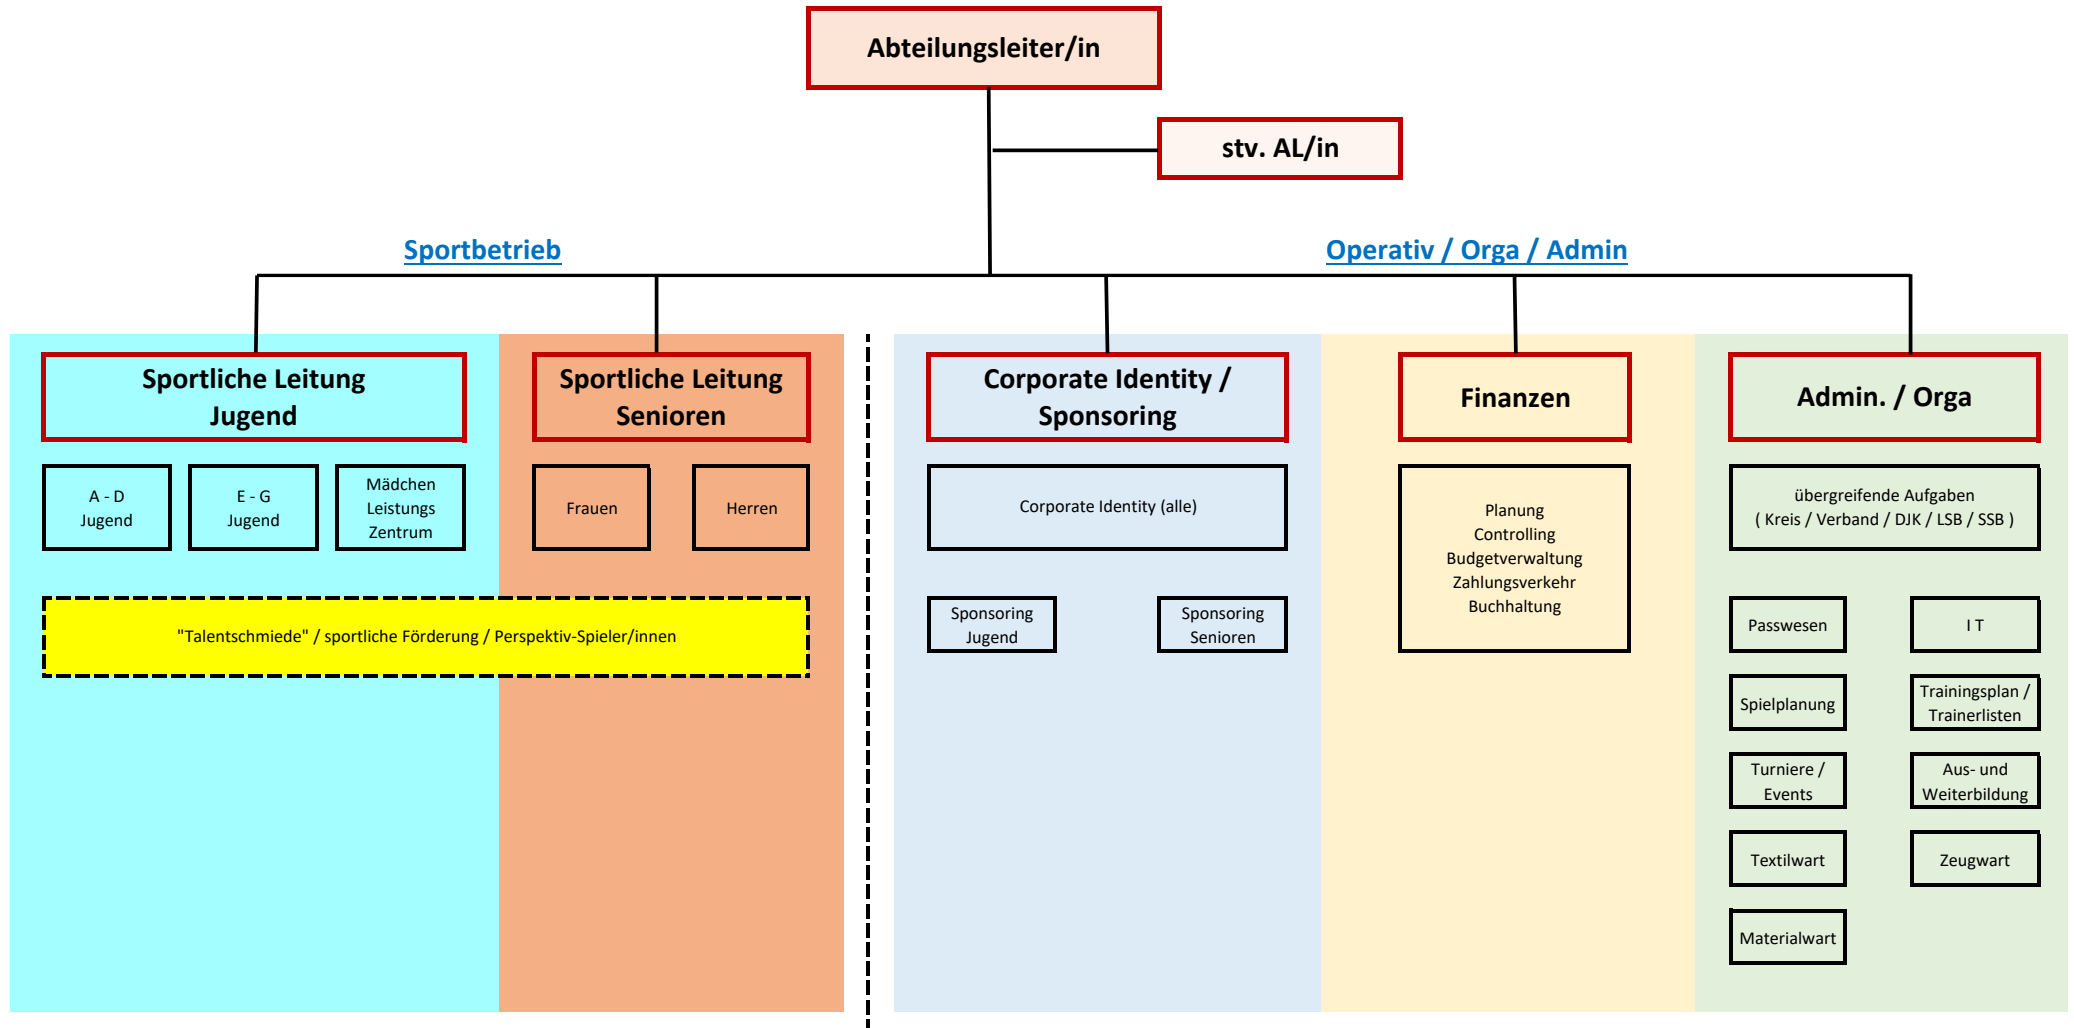 Abteilungsleiter/in
stv. AL/in
Sportbetrieb
Operativ / Orga / Admin
Sportliche Leitung
Jugend
A - D
Jugend
E - G
Jugend
Mädchen
Leistungs
Zentrum
Sportliche Leitung
Senioren
Frauen
Herren
"Talentschmiede" / sportliche Förderung / Perspektiv-Spieler/innen
Corporate Identity /
Sponsoring
Corporate Identity (alle)
Sponsoring
Jugend
Sponsoring
Senioren
Finanzen
Planung
Controlling
Budgetverwaltung
Zahlungsverkehr
Buchhaltung
Admin. / Orga
übergreifende Aufgaben
( Kreis / Verband / DJK / LSB / SSB )
Passwesen
I T
Spielplanung
Trainingsplan /
Trainerlisten
Turniere /
Events
Aus- und
Weiterbildung
Textilwart
Zeugwart
Materialwart